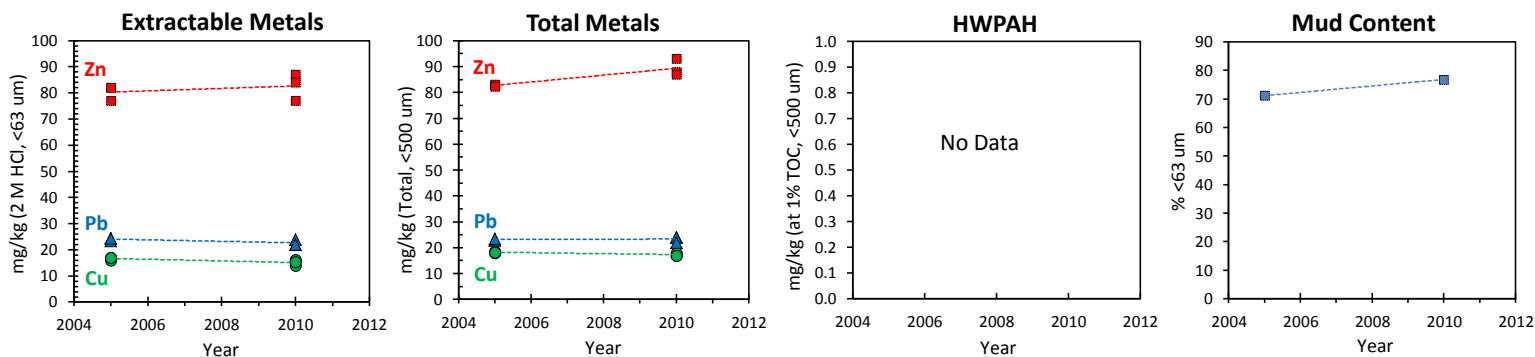 Extractable Metals
mg/kg (2 M HCl, <63 um)
100
90
80
70
60
50
40
30
20
10
0
Zn
Pb
Cu
2004 2006 2008 2010 2012
Year
Total Metals
mg/kg (Total, <500 um)
100
90
80
70
60
50
40
30
20
10
0
Zn
Pb
Cu
2004 2006 2008 2010 2012
Year
HWPAH
mg/kg (at 1% TOC, <500 um)
1.0
0.9
0.8
0.7
0.6
0.5
0.4
0.3
0.2
0.1
0.0
No Data
2004 2006 2008 2010 2012
Year
Mud Content
% <63 um
90
80
70
60
50
40
30
20
10
0
2004 2006 2008 2010 2012
Year